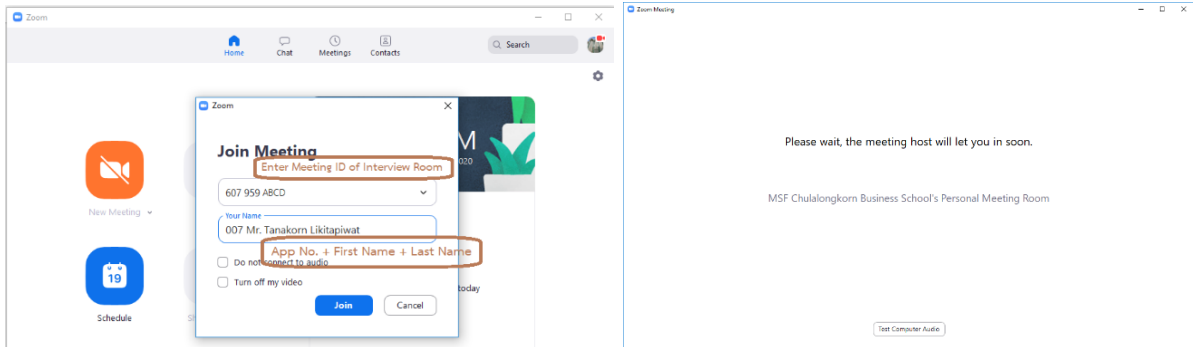 Zoom
Home
Chat
Meetings
Contacts
Search
Zoom
Join Meeting
Enter Meeting ID of Interview Room
607 959 ABCD
Your Name
007 Mr. Tanakorn Likitapiwat
App No. + First Name + Last Name
Do not connect to audio
Turn off my video
Join
Cancel
M
2020
today
New Meeting
19
Schedule
Zoom Meeting
Please wait, the meeting host will let you in soon.
MSF Chulalongkorn Business School's Personal Meeting Room
Test Computer Audio